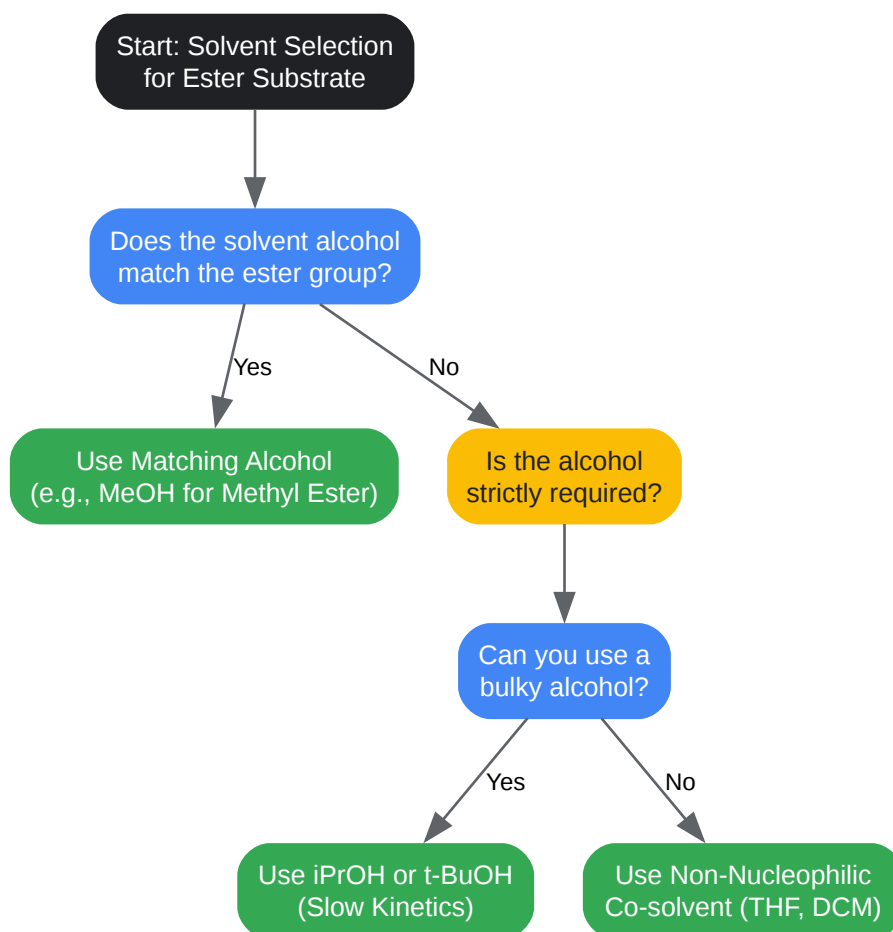 Start: Solvent Selection
for Ester Substrate
Does the solvent alcohol
match the ester group?
Yes
No
Use Matching Alcohol
(e.g., MeOH for Methyl Ester)
Is the alcohol
strictly required?
Can you use a
bulky alcohol?
Yes
No
Use iPrOH or t-BuOH
(Slow Kinetics)
Use Non-Nucleophilic
Co-solvent (THF, DCM)